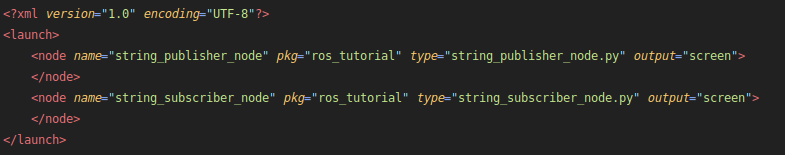 <?xml version="1.0" encoding="UTF-8"?>
<launch>
    <node name="string_publisher_node" pkg="ros_tutorial" type="string_publisher_node.py" output="screen">
    </node>
    <node name="string_subscriber_node" pkg="ros_tutorial" type="string_subscriber_node.py" output="screen">
    </node>
</launch>